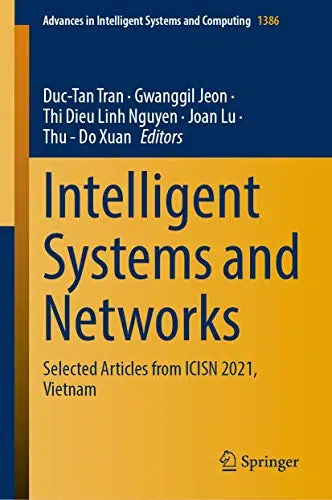 Advances in Intelligent Systems and Computing 1386
Duc-Tan Tran · Gwanggil Jeon ·
Thi Dieu Linh Nguyen · Joan Lu ·
Thu - Do Xuan Editors
Intelligent
Systems and
Networks
Selected Articles from ICISN 2021,
Vietnam
Springer